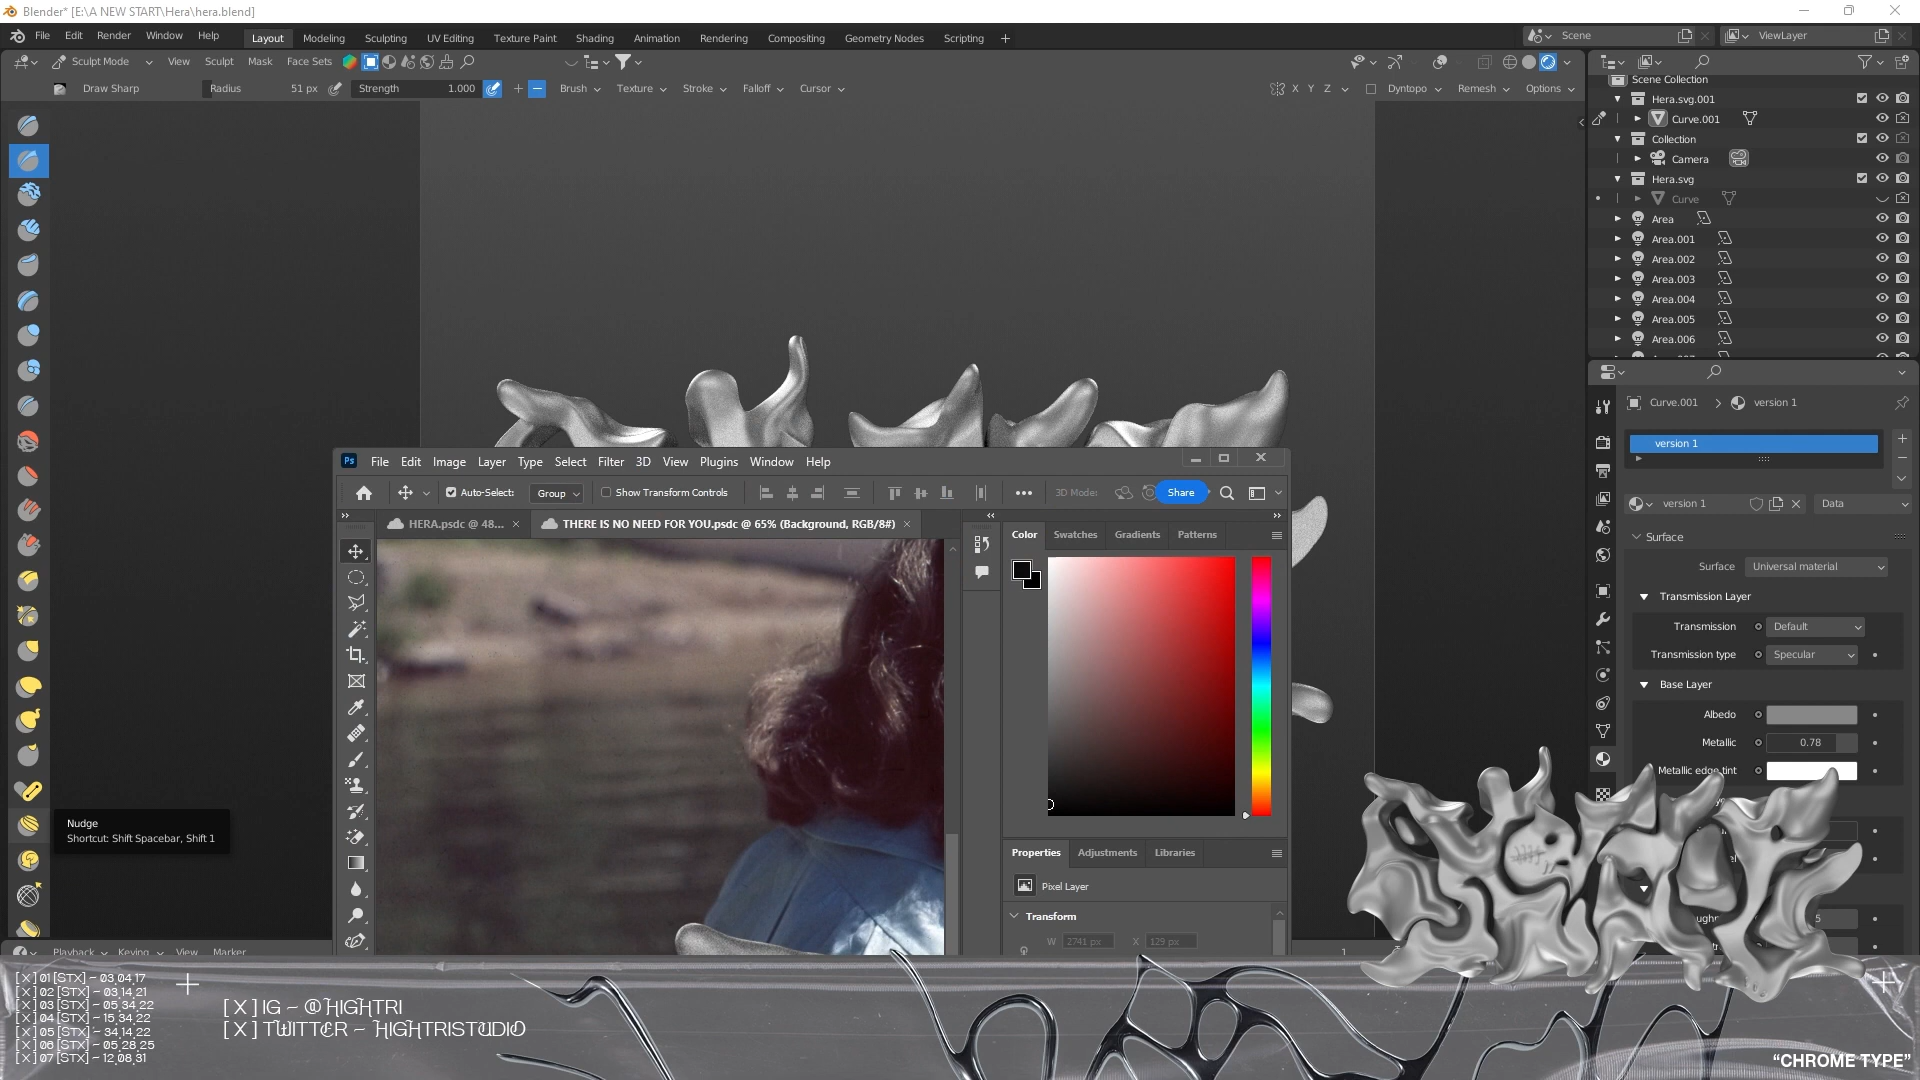 Blender* [E:\A NEW START\Hera\hera.blend]
File Edit Render Window Help Layout Modeling Sculpting UV Editing Texture Paint Shading Animation Rendering Compositing Geometry Nodes Scripting + Scene ViewLayer
Sculpt Mode View Sculpt Mask Face Sets
Draw Sharp Radius 51 px Strength 1.000 Brush Texture Stroke Falloff Cursor X Y Z Dyntopo Remesh Options
Scene Collection
Hera.svg.001
Curve.001
Collection
Camera
Hera.svg
Curve
Area
Area.001
Area.002
Area.003
Area.004
Area.005
Area.006
Curve.001 version 1
version 1
version 1 Data
Surface
Surface Universal material
Transmission Layer
Transmission Default
Transmission type Specular
Base Layer
Albedo
Metallic 0.78
Metallic edge tint
Nudge
Shortcut: Shift Spacebar, Shift 1
Ps File Edit Image Layer Type Select Filter 3D View Plugins Window Help
Auto-Select: Group Show Transform Controls 3D Mode: Share
HERA.psdc @ 48... THERE IS NO NEED FOR YOU.psdc @ 65% (Background, RGB/8#)
Color Swatches Gradients Patterns
Properties Adjustments Libraries
Pixel Layer
Transform
W 2741 px X 129 px
Playback Keying View Marker 1
[X] 01 [STX] – 03.04.17
[X] 02 [STX] – 03.14.21
[X] 03 [STX] – 05.34.22
[X] 04 [STX] – 15.34.22
[X] 05 [STX] – 34.14.22
[X] 06 [STX] – 05.28.25
[X] 07 [STX] – 12.08.31
[X] IG – @HIGHTRI
[X] TWITTER – HIGHTRISTUDIO
“CHROME TYPE”